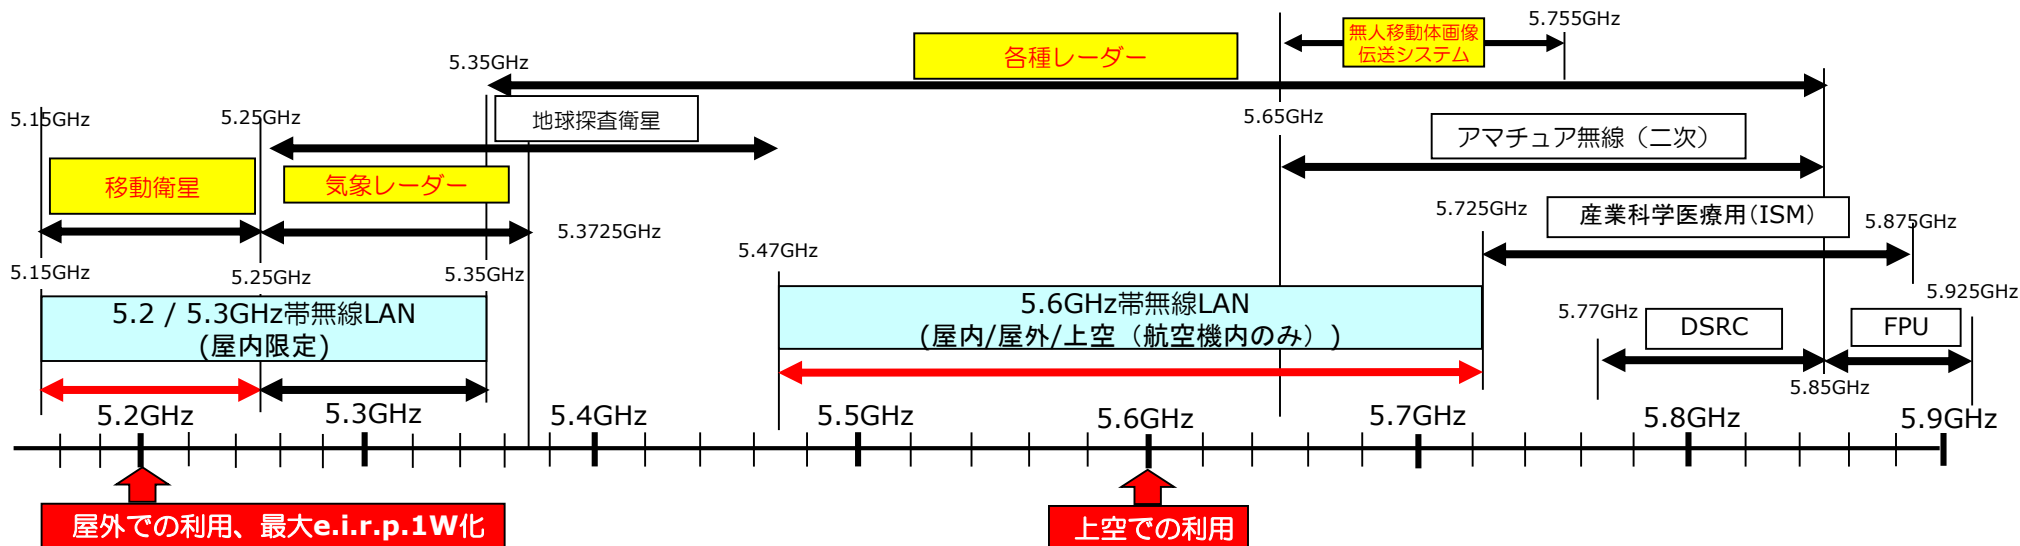 5.755GHz
無人移動体画像
伝送システム
各種レーダー
5.35GHz
5.15GHz
5.25GHz
地球探査衛星
5.65GHz
アマチュア無線（二次）
移動衛星
気象レーダー
5.725GHz
産業科学医療用(ISM)
5.875GHz
5.3725GHz
5.47GHz
5.15GHz
5.25GHz
5.35GHz
5.2 / 5.3GHz帯無線LAN
(屋内限定)
5.6GHz帯無線LAN
(屋内/屋外/上空（航空機内のみ）)
5.77GHz
DSRC
FPU
5.925GHz
5.85GHz
5.2GHz
5.3GHz
5.4GHz
5.5GHz
5.6GHz
5.7GHz
5.8GHz
5.9GHz
屋外での利用、最大e.i.r.p.1W化
上空での利用